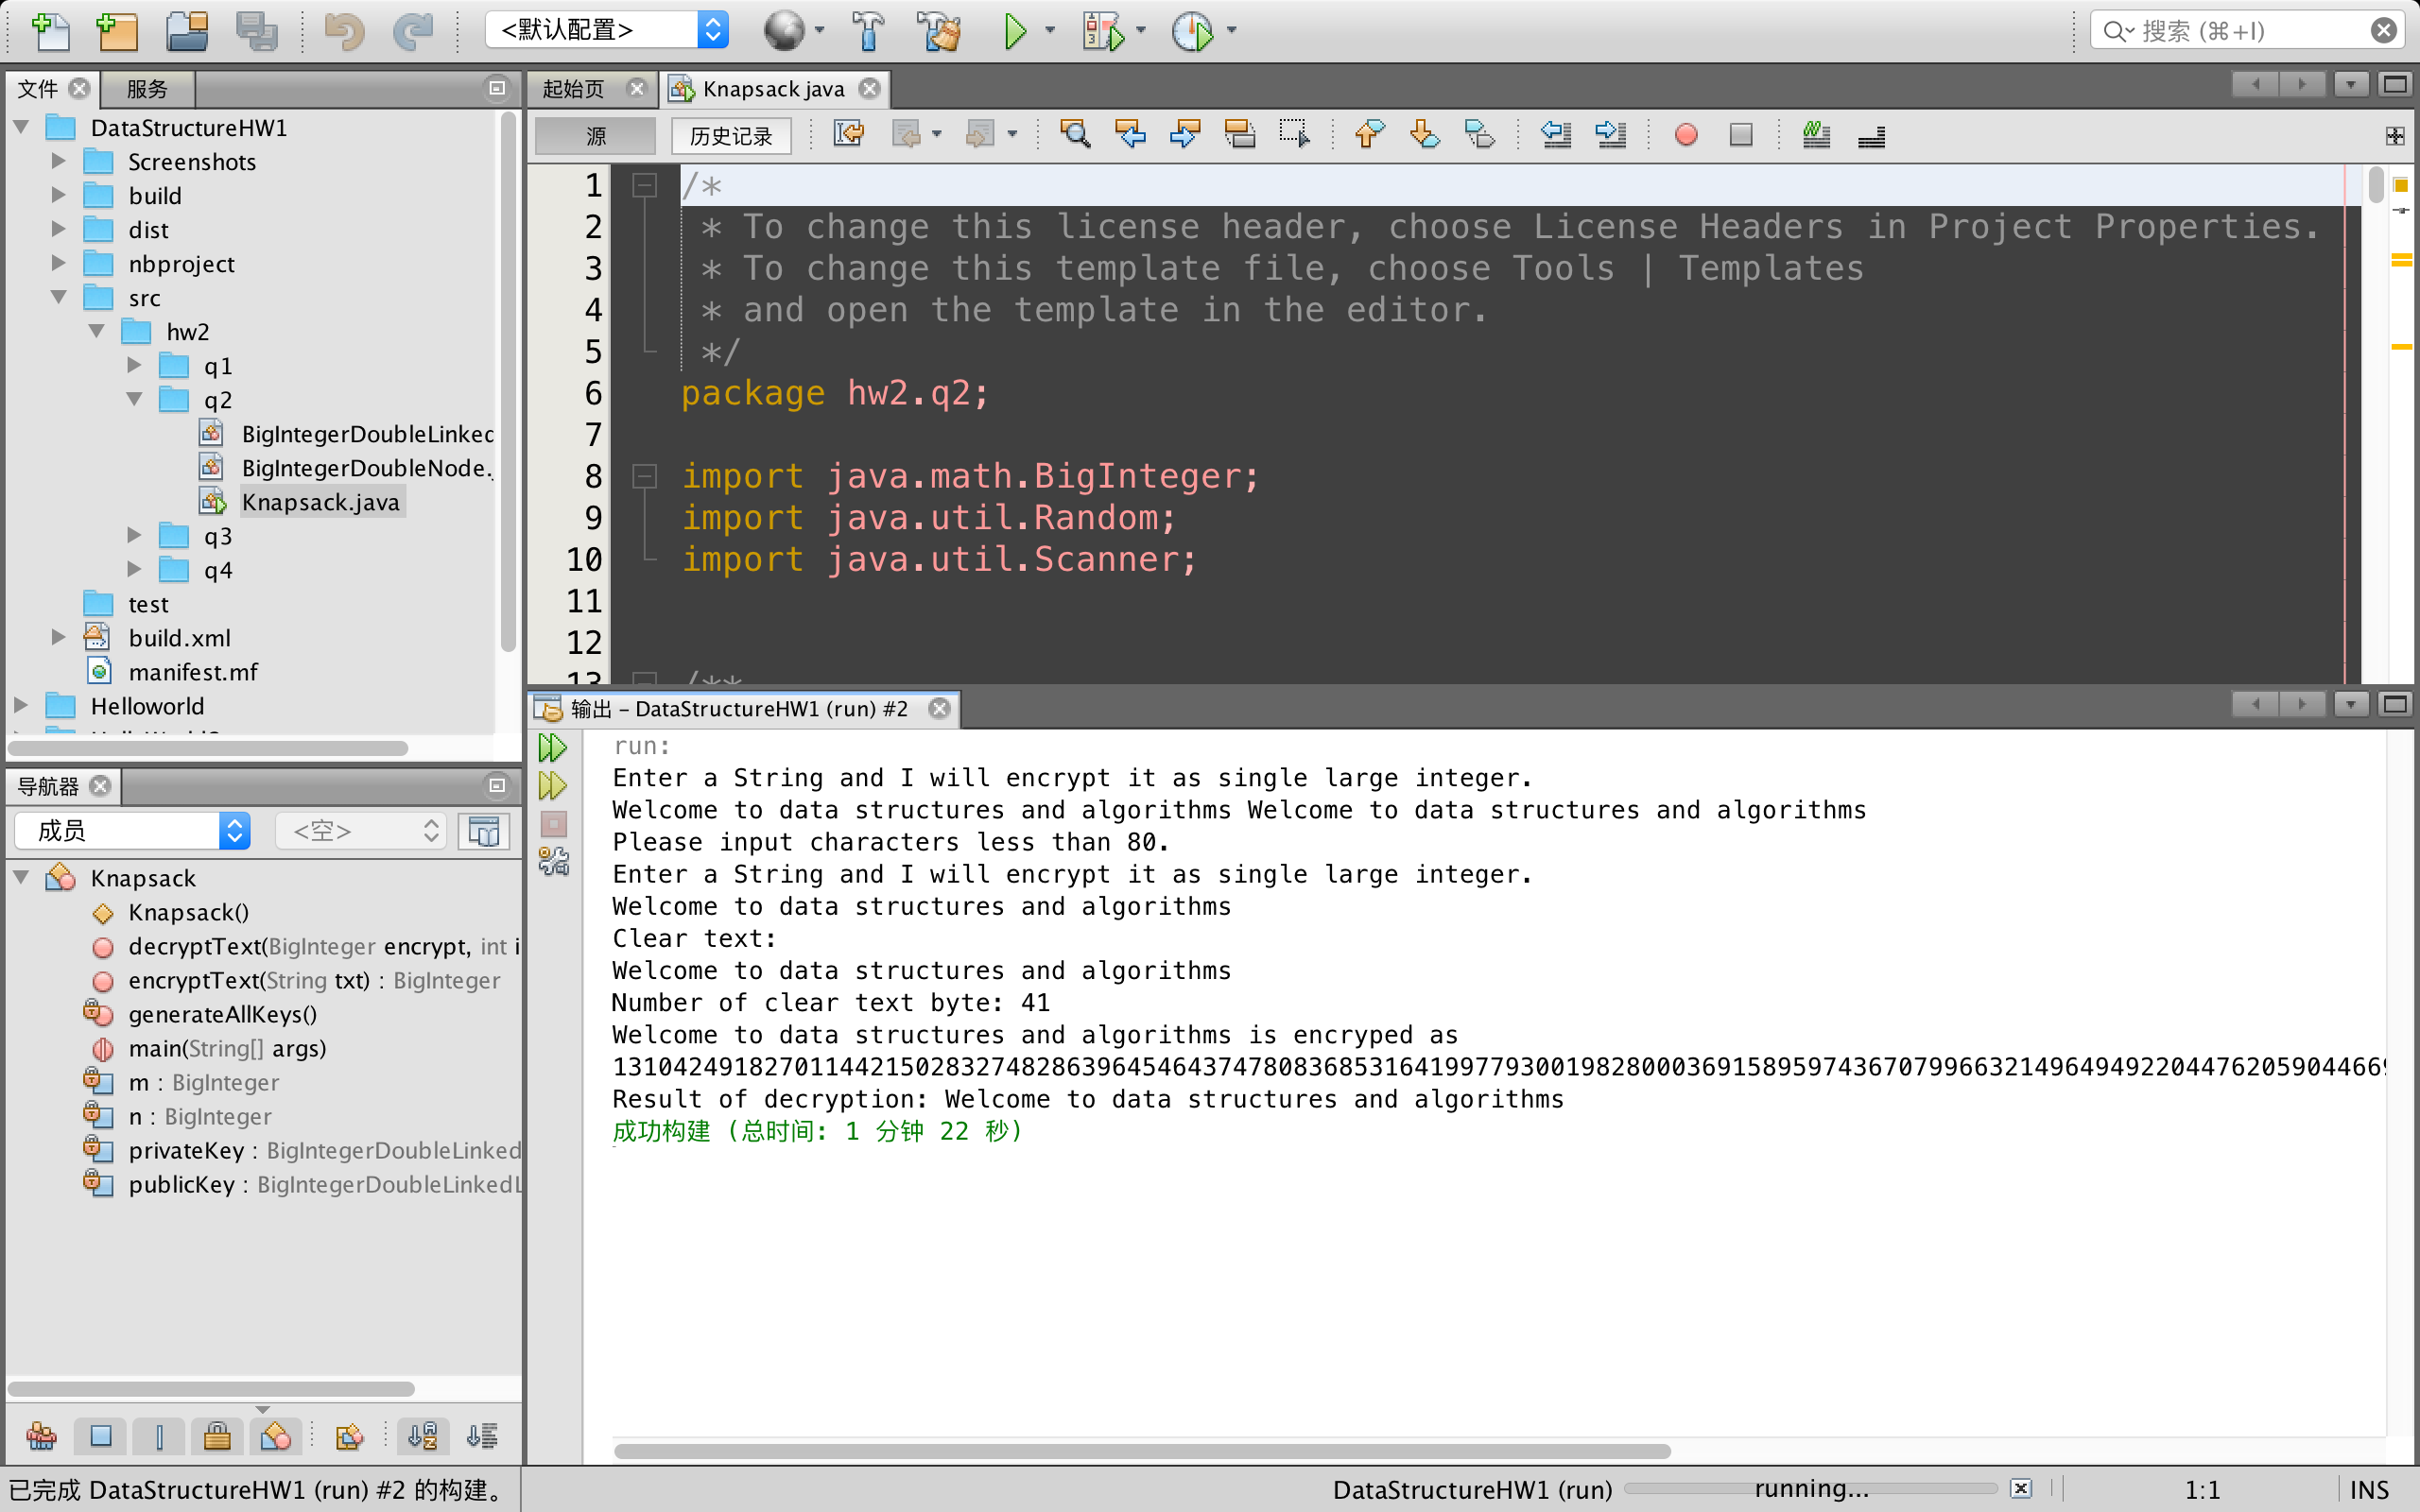 <默认配置>
搜索 (⌘+I)
文件
服务
DataStructureHW1
Screenshots
build
dist
nbproject
src
hw2
q1
q2
BigIntegerDoubleLinked
BigIntegerDoubleNode.
Knapsack.java
q3
q4
test
build.xml
manifest.mf
Helloworld
起始页
Knapsack java
源
历史记录
1 /*
2 * To change this license header, choose License Headers in Project Properties.
3 * To change this template file, choose Tools | Templates
4 * and open the template in the editor.
5 */
6 package hw2.q2;
7
8 import java.math.BigInteger;
9 import java.util.Random;
10 import java.util.Scanner;
11
12
13 /**
导航器
成员
<空>
Knapsack
Knapsack()
decryptText(BigInteger encrypt, int i
encryptText(String txt) : BigInteger
generateAllKeys()
main(String[] args)
m : BigInteger
n : BigInteger
privateKey : BigIntegerDoubleLinked
publicKey : BigIntegerDoubleLinkedL
输出 – DataStructureHW1 (run) #2
run:
Enter a String and I will encrypt it as single large integer.
Welcome to data structures and algorithms Welcome to data structures and algorithms
Please input characters less than 80.
Enter a String and I will encrypt it as single large integer.
Welcome to data structures and algorithms
Clear text:
Welcome to data structures and algorithms
Number of clear text byte: 41
Welcome to data structures and algorithms is encryped as
13104249182701144215028327482863964546437478083685316419977930019828000369158959743670799663214964949220447620590446 69
Result of decryption: Welcome to data structures and algorithms
成功构建 (总时间: 1 分钟 22 秒)
已完成 DataStructureHW1 (run) #2 的构建。
DataStructureHW1 (run)
running...
1:1
INS